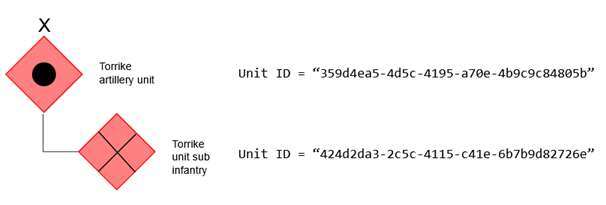 X
Torrike
artillery unit
Unit ID = “359d4ea5-4d5c-4195-a70e-4b9c9c84805b”
Torrike
unit sub
infantry
Unit ID = “424d2da3-2c5c-4115-c41e-6b7b9d82726e”